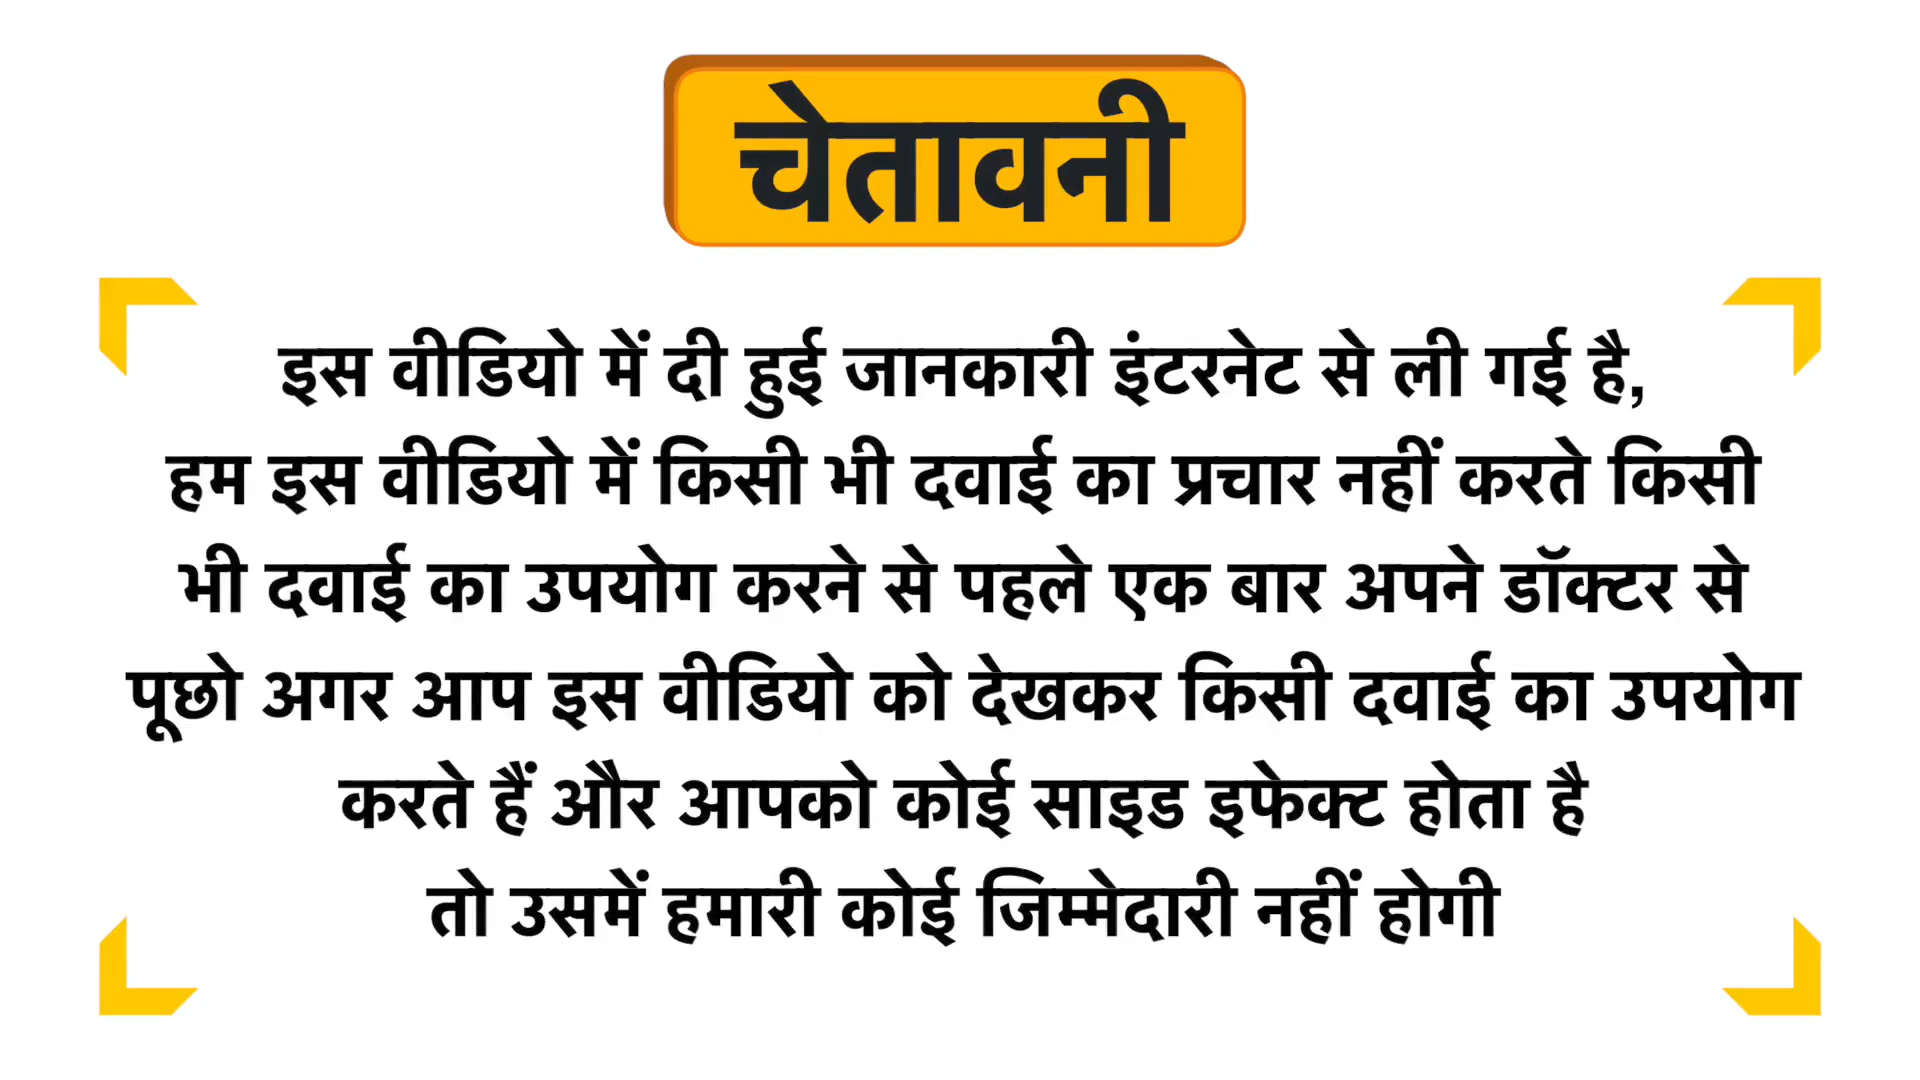 चेतावनी
इस वीडियो में दी हुई जानकारी इंटरनेट से ली गई है,
हम इस वीडियो में किसी भी दवाई का प्रचार नहीं करते किसी
भी दवाई का उपयोग करने से पहले एक बार अपने डॉक्टर से
पूछो अगर आप इस वीडियो को देखकर किसी दवाई का उपयोग
करते हैं और आपको कोई साइड इफेक्ट होता है
तो उसमें हमारी कोई जिम्मेदारी नहीं होगी